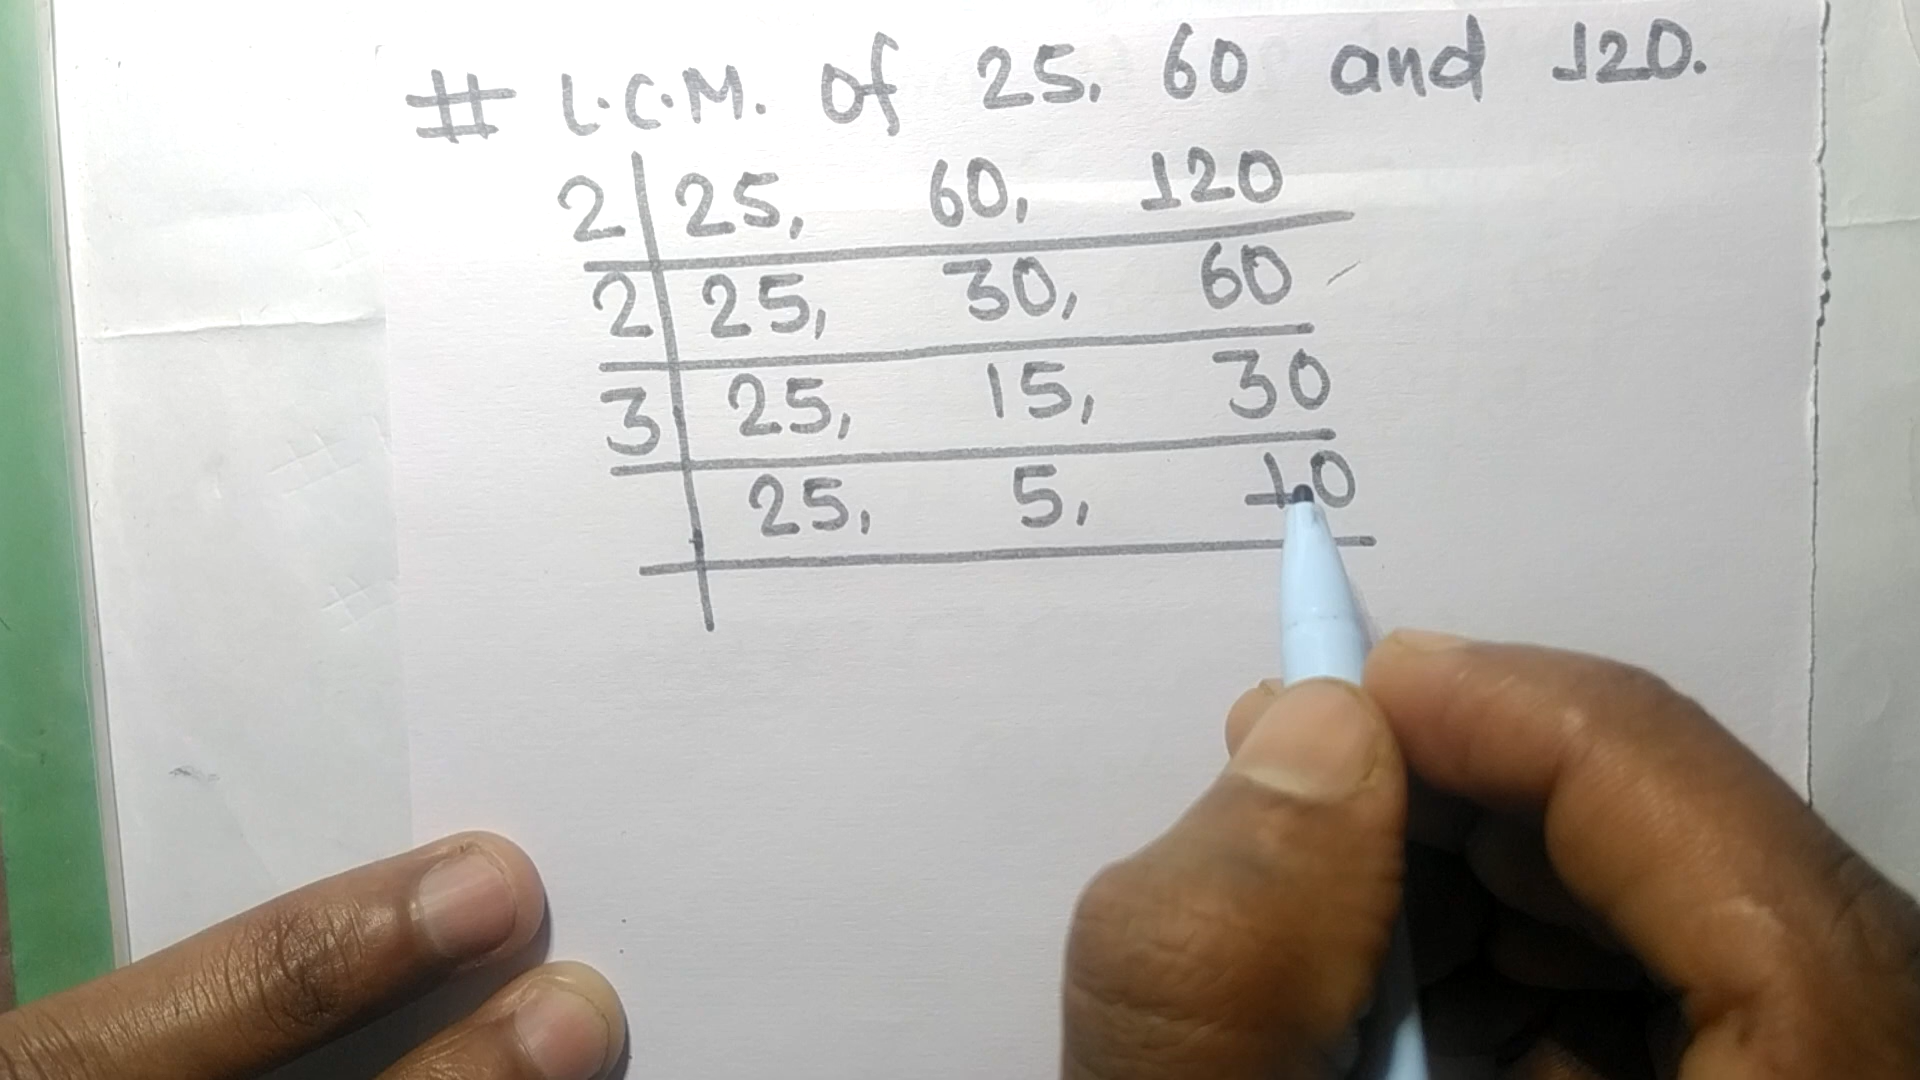 # L.C.M. of 25. 60 and 120.
2 25, 60, 120
2 25, 30, 60
3 25, 15, 30
25, 5, 10